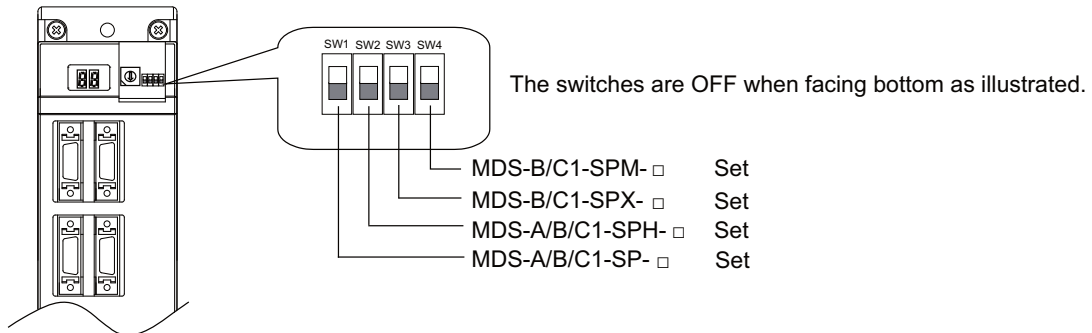 SW1 SW2 SW3 SW4
The switches are OFF when facing bottom as illustrated.
MDS-B/C1-SPM- □ Set
MDS-B/C1-SPX- □ Set
MDS-A/B/C1-SPH- □ Set
MDS-A/B/C1-SP- □ Set